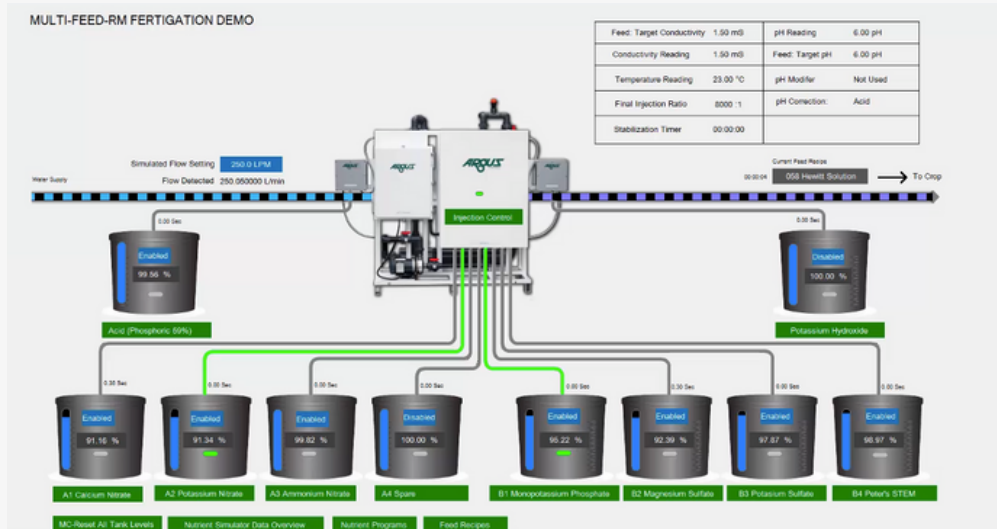 MULTI-FEED-RM FERTIGATION DEMO
Feed: Target Conductivity 1.50 mS pH Reading 6.00 pH
Conductivity Reading 1.50 mS Feed: Target pH 6.00 pH
Temperature Reading 23.00 °C pH Modifer Not Used
Final Injection Ratio 8000 :1 pH Correction: Acid
Stabilization Timer 00:00:00
Simulated Flow Setting 250.0 LPM
Water Supply
Flow Detected 250.050000 L/min
ARGUS
ARGUS
ARGUS
ARGUS
Injection Control
Current Feed Recipe
00:00:04 058 Hewitt Solution To Crop
0.00 Sec
Enabled
99.56 %
Acid (Phosphoric 59%)
0.00 Sec
Disabled
100.00 %
Potassium Hydroxide
0.35 Sec 0.00 Sec 0.00 Sec 0.00 Sec 0.00 Sec 0.30 Sec 0.00 Sec 0.00 Sec
Enabled Enabled Enabled Disabled Enabled Enabled Enabled Enabled
91.16 % 91.34 % 99.82 % 100.00 % 95.22 % 92.39 % 97.87 % 98.97 %
A1 Calcium Nitrate A2 Potassium Nitrate A3 Ammonium Nitrate A4 Spare B1 Monopotassium Phosphate B2 Magnesium Sulfate B3 Potassium Sulfate B4 Peter's STEM
MC-Reset All Tank Levels Nutrient Simulator Data Overview Nutrient Programs Feed Recipes